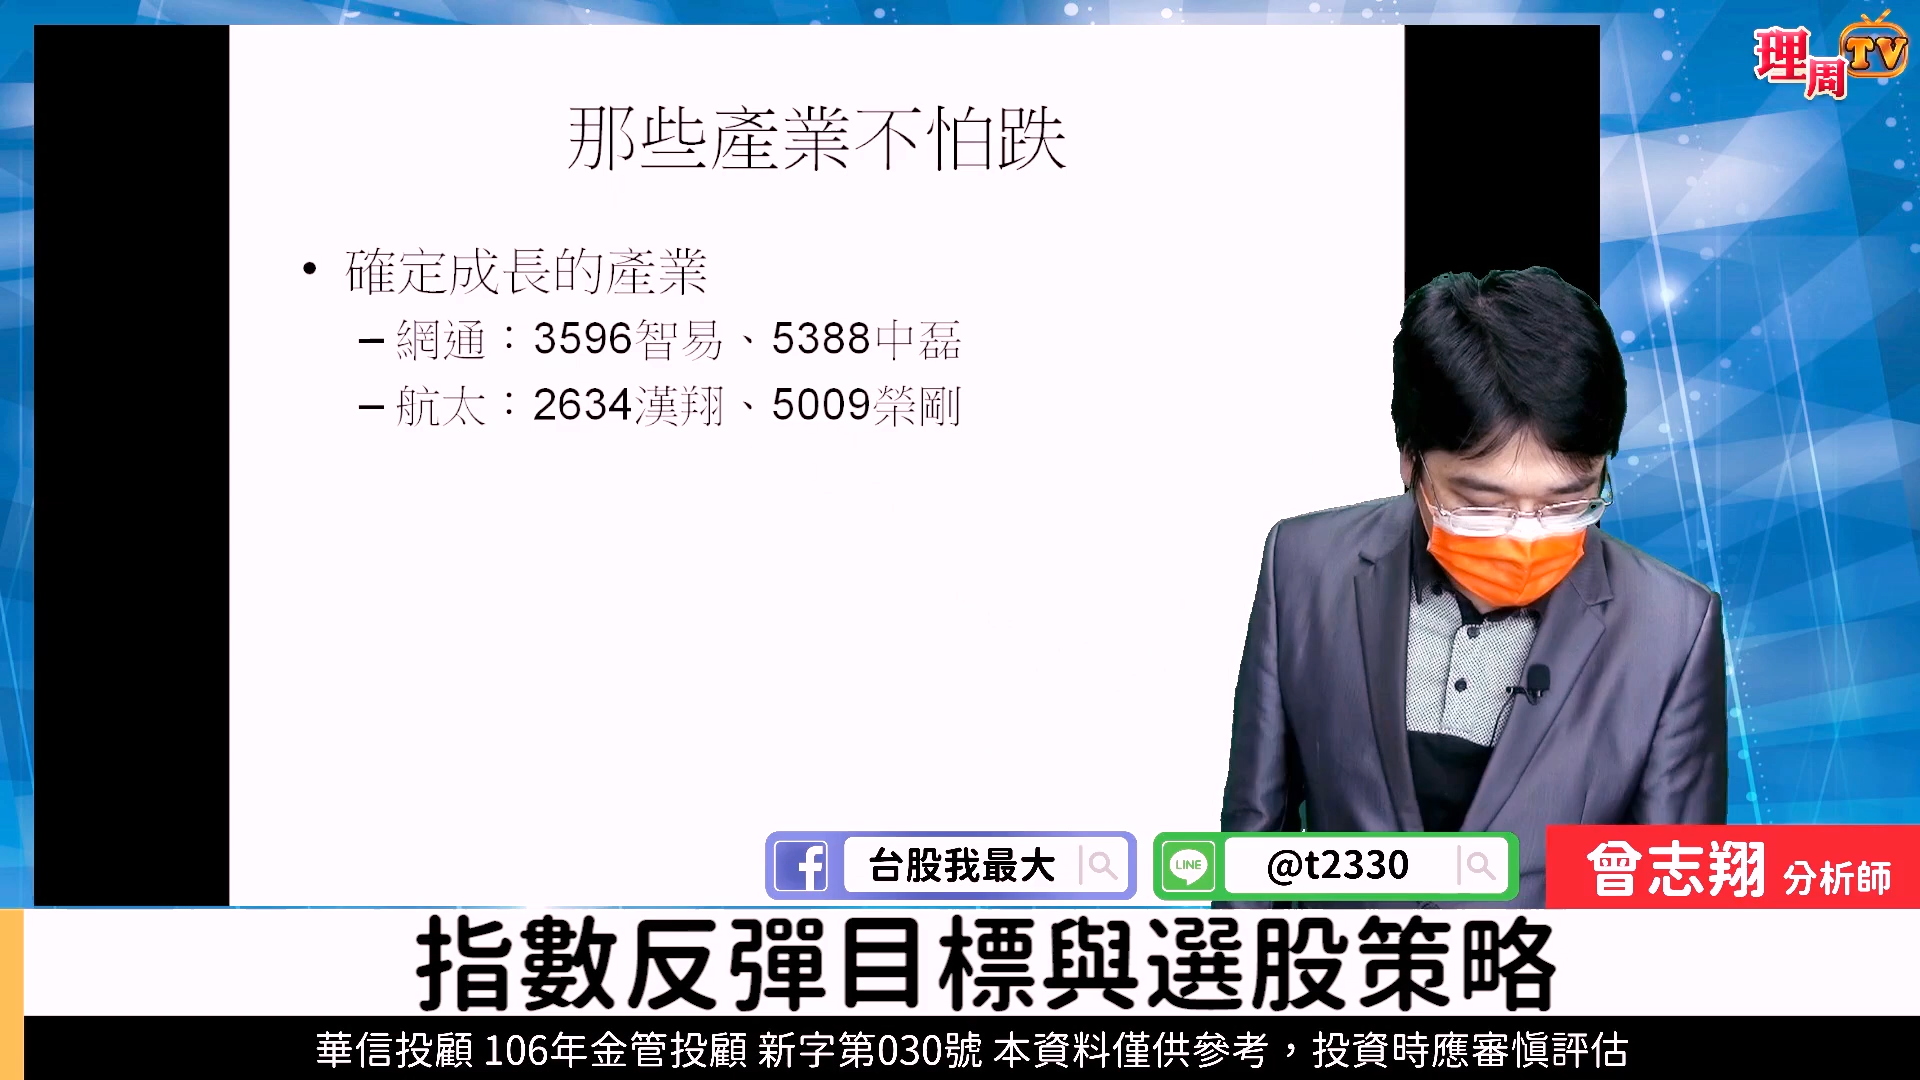 理周TV
那些產業不怕跌
• 確定成長的產業
– 網通：3596智易、5388中磊
– 航太：2634漢翔、5009榮剛
台股我最大
LINE
@t2330
曾志翔 分析師
指數反彈目標與選股策略
華信投顧 106年金管投顧 新字第030號 本資料僅供參考，投資時應審慎評估